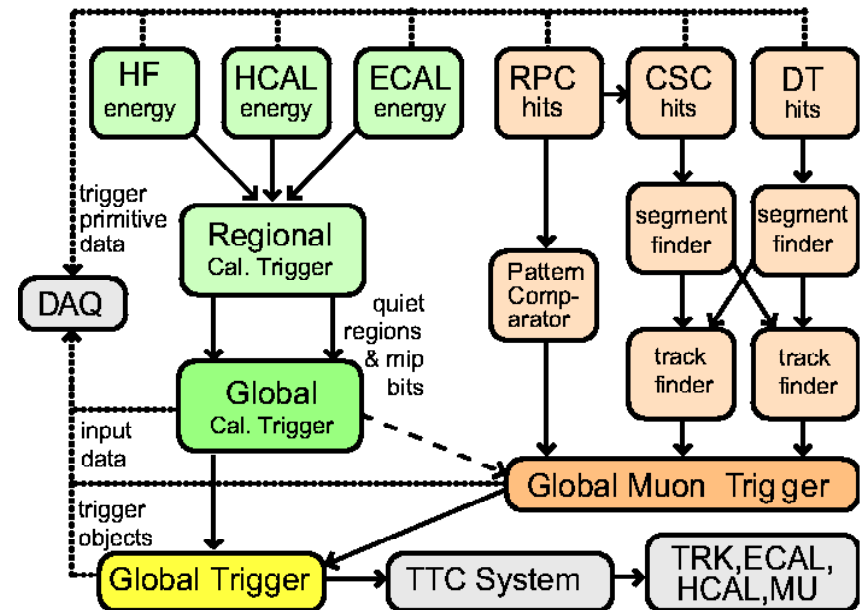 HF
energy
HCAL
energy
ECAL
energy
RPC
hits
CSC
hits
DT
hits
trigger
primitive
data
Regional
Cal. Trigger
segment
finder
segment
finder
DAQ
quiet
regions
& mip
bits
Pattern
Comp-
arator
Global
Cal. Trigger
track
finder
track
finder
input
data
Global Muon Trigger
trigger
objects
Global Trigger
TTC System
TRK,ECAL,
HCAL,MU